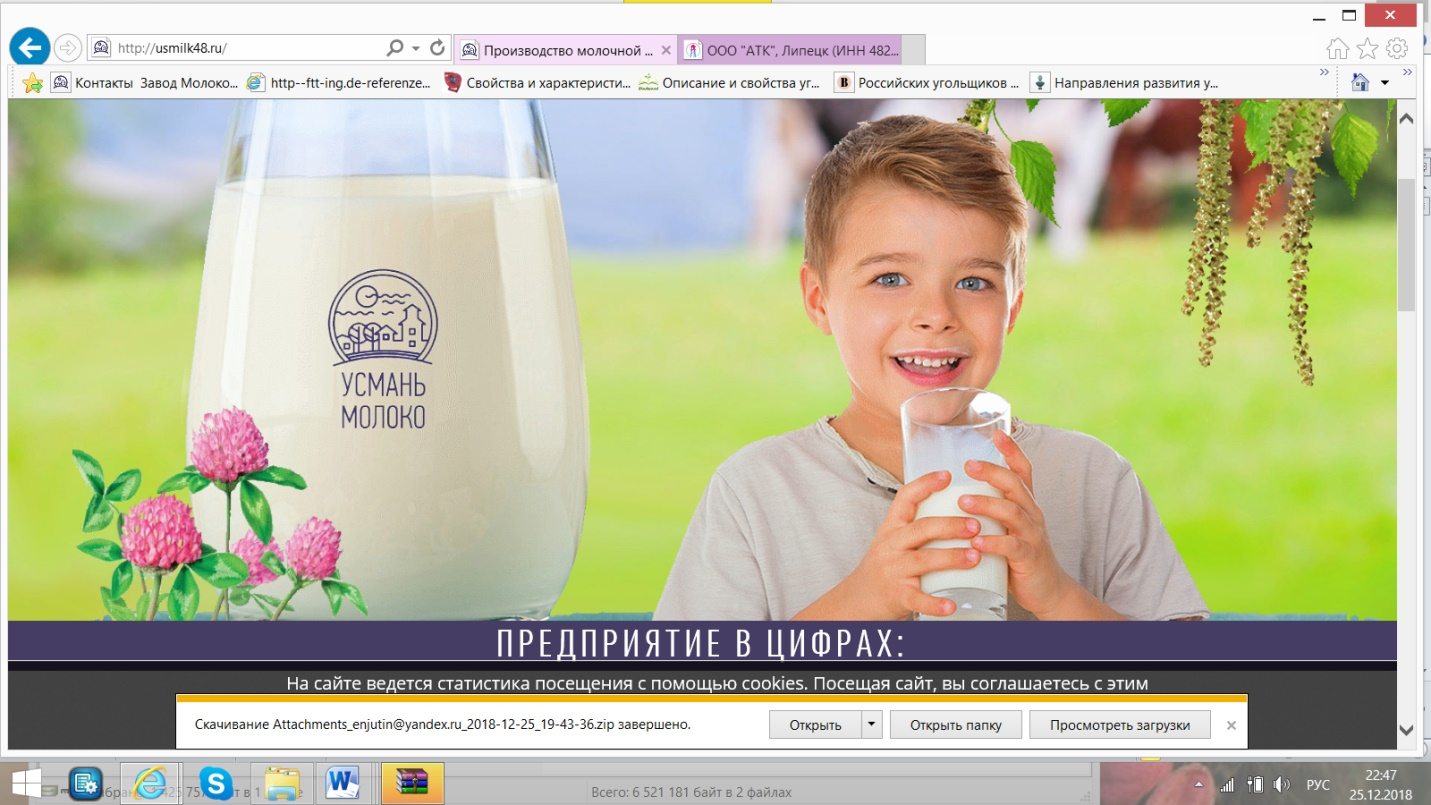 http://usmilk48.ru/
Производство молочной ...
ООО "АТК", Липецк (ИНН 482...
Контакты Завод Молоко...
http--ftt-ing.de-referenze...
Свойства и характеристи...
Описание и свойства уг...
Российских угольщиков ...
Направления развития у...
УСМАНЬ
МОЛОКО
ПРЕДПРИЯТИЕ В ЦИФРАХ:
На сайте ведется статистика посещения с помощью cookies. Посещая сайт, вы соглашаетесь с этим
Скачивание Attachments_enjutin@yandex.ru_2018-12-25_19-43-36.zip завершено.
Открыть
Открыть папку
Просмотреть загрузки
Всего: 6 521 181 байт в 2 файлах
РУС
22:47
25.12.2018